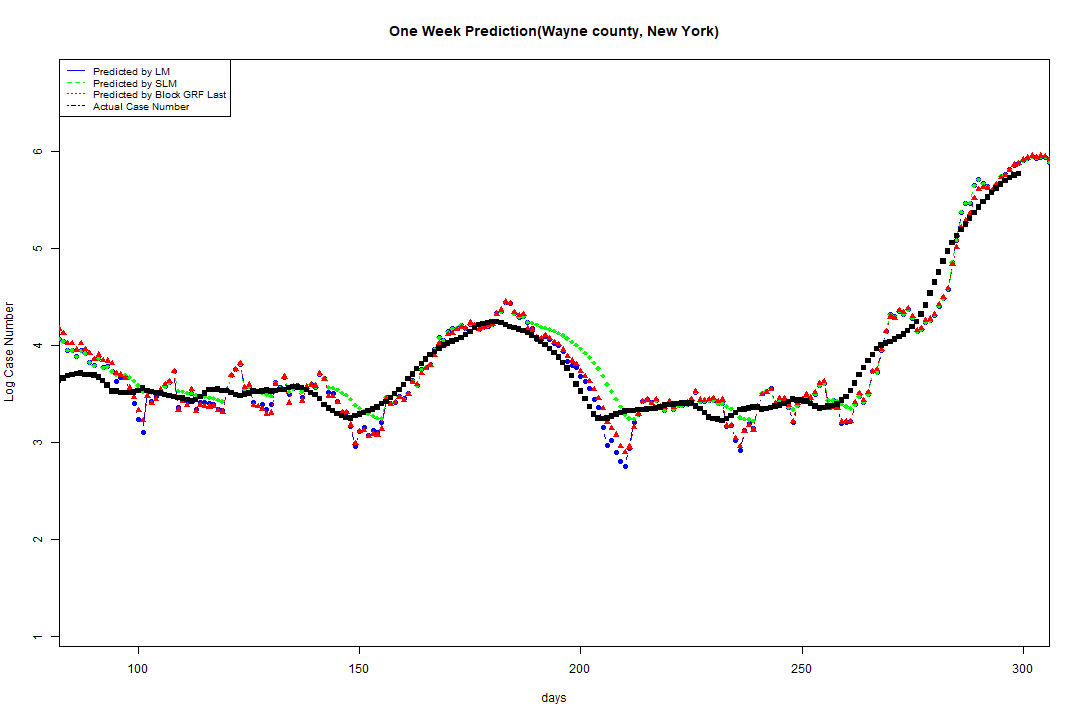 One Week Prediction(Wayne county, New York)
Predicted by LM
Predicted by SLM
Predicted by Block GRF Last
Actual Case Number
6
5
4
3
2
1
Log Case Number
100 150 200 250 300
days